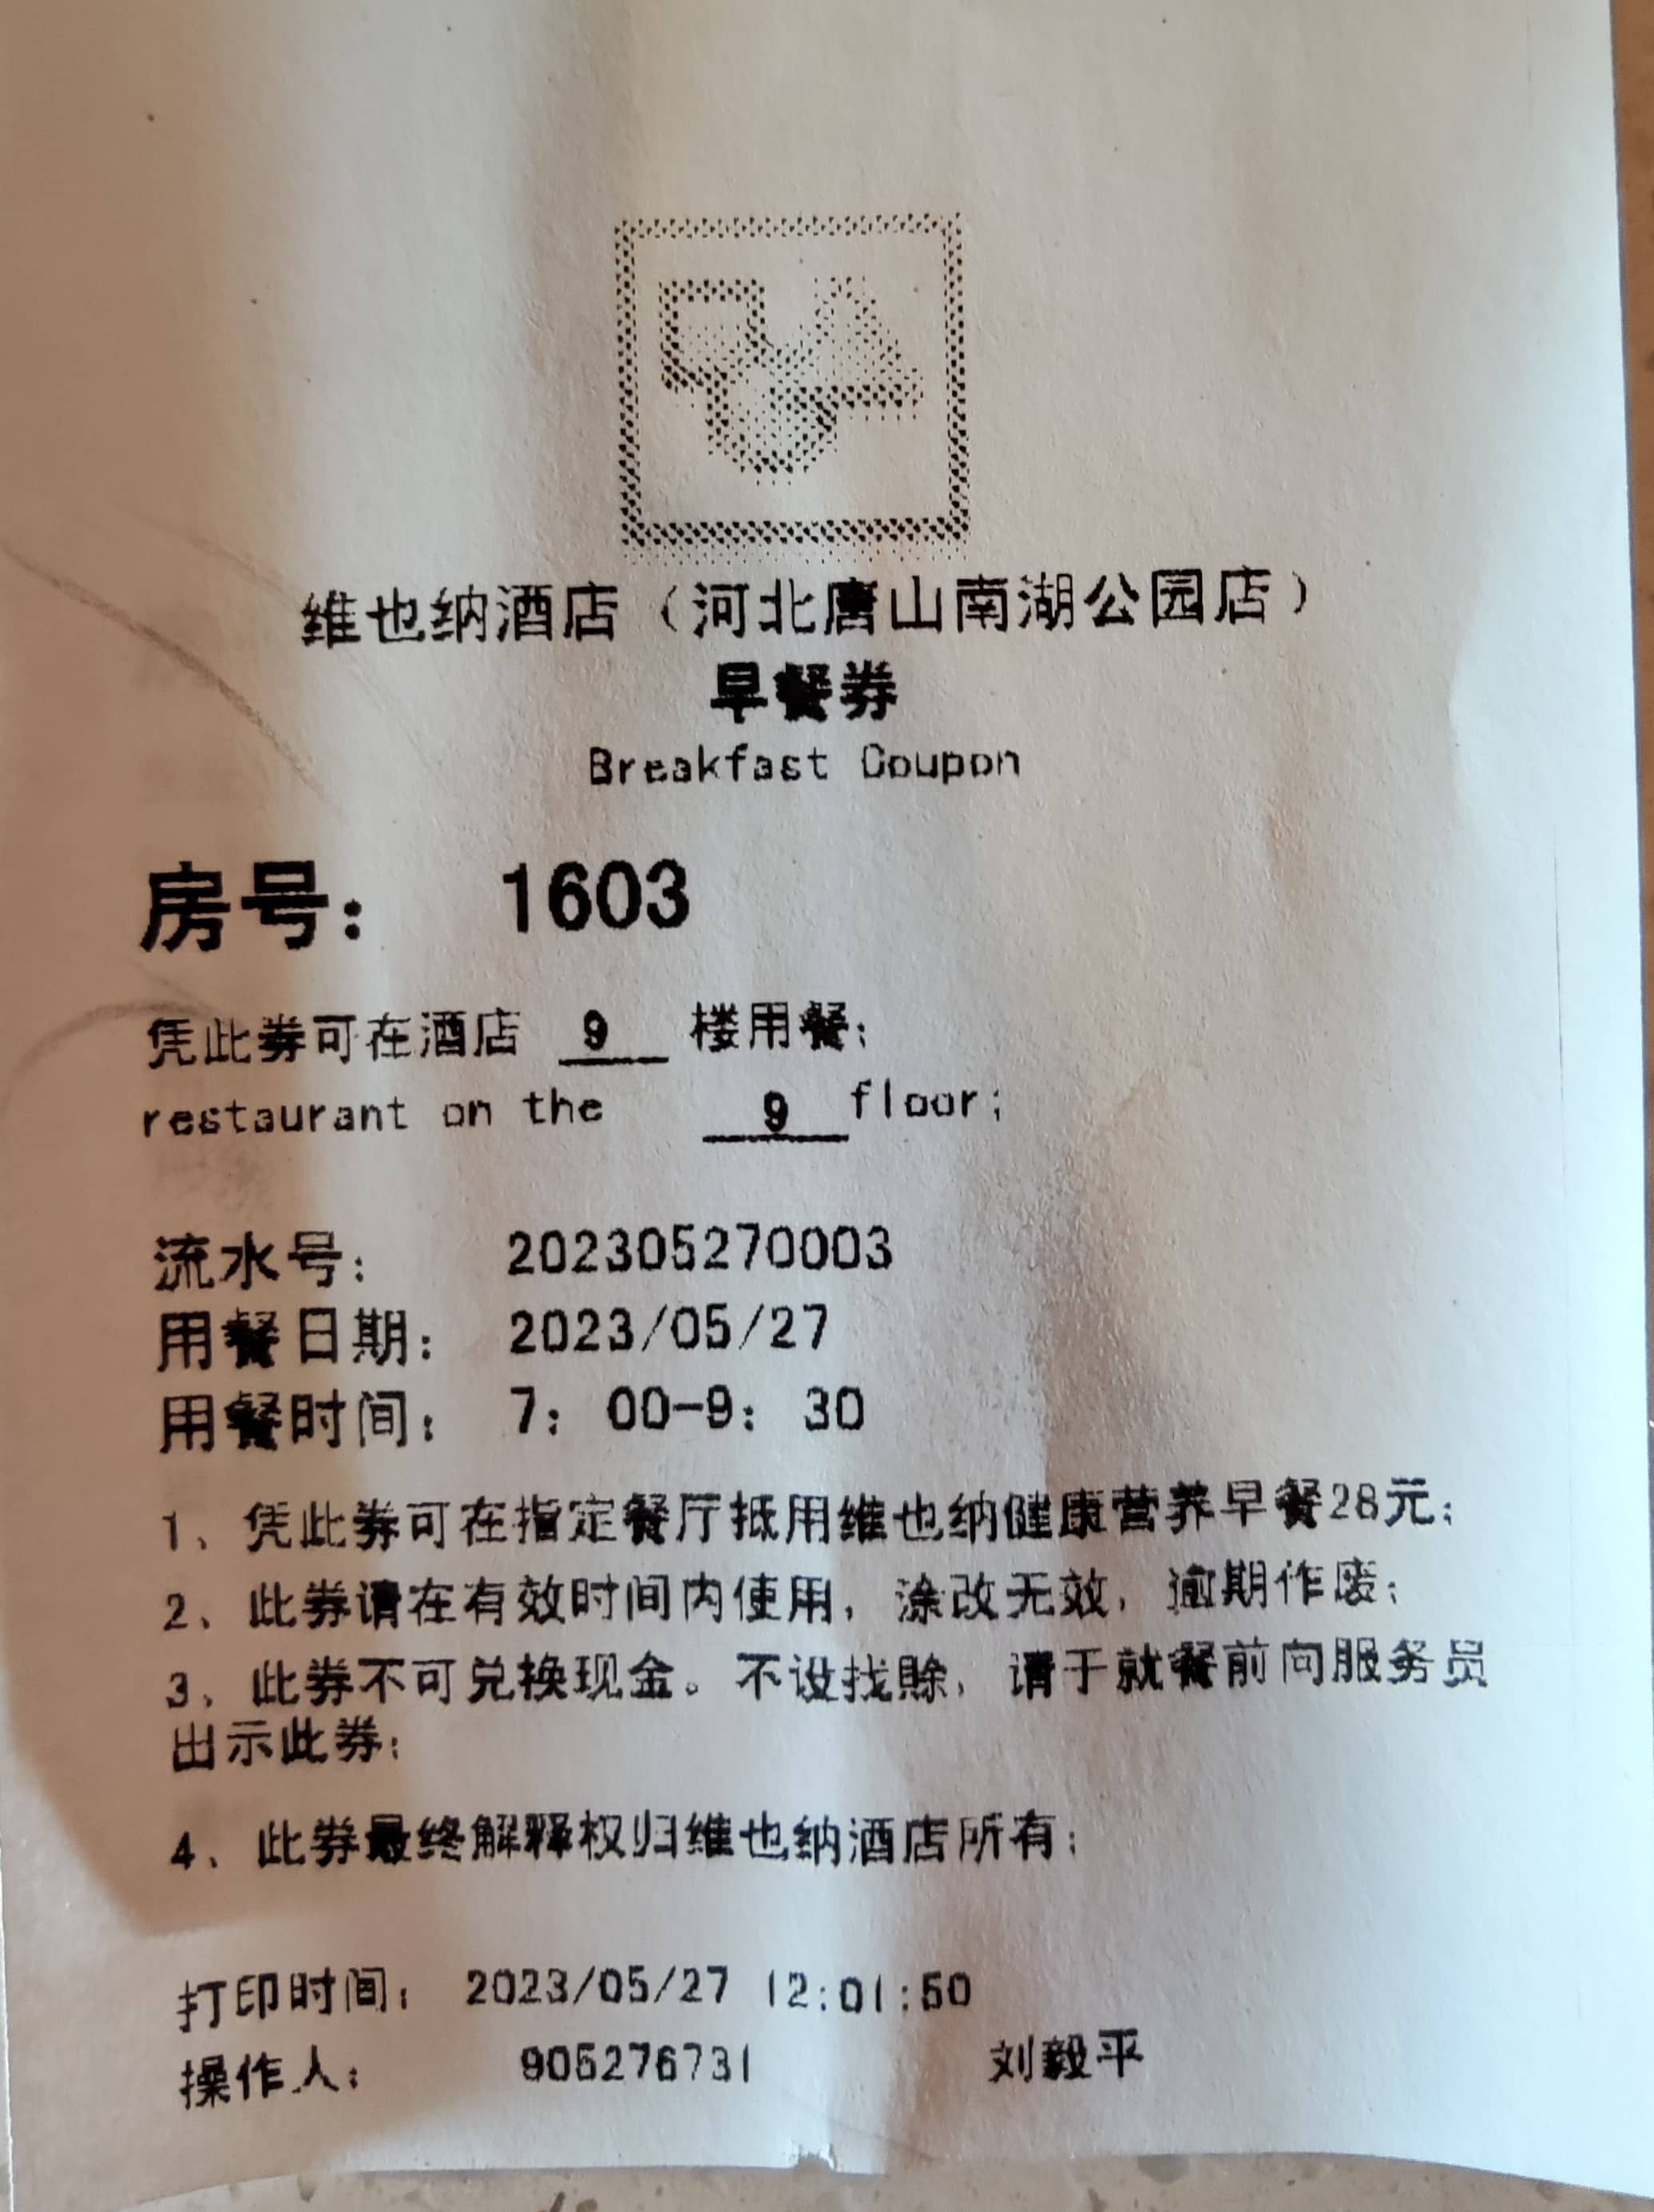 维也纳酒店（河北唐山南湖公园店）
早餐券
Breakfast Coupon
房号： 1603
凭此券可在酒店 9 楼用餐；
restaurant on the 9 floor;
流水号： 202305270003
用餐日期： 2023/05/27
用餐时间： 7：00-9：30
1、凭此券可在指定餐厅抵用维也纳健康营养早餐28元；
2、此券请在有效时间内使用，涂改无效，逾期作废；
3、此券不可兑换现金。不设找赊，请于就餐前向服务员
出示此券；
4、此券最终解释权归维也纳酒店所有；
打印时间： 2023/05/27 12:01:50
操作人： 905276731 刘毅平